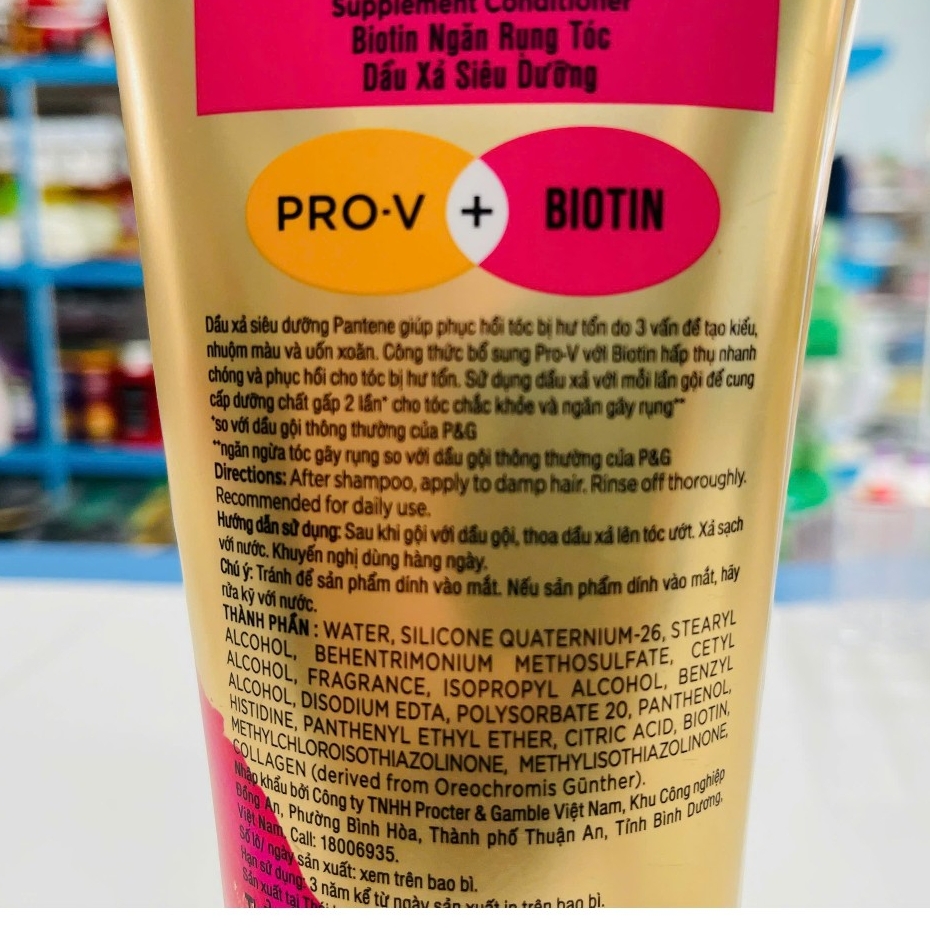 Supplement Conditioner
Biotin Ngăn Rụng Tóc
Dầu Xả Siêu Dưỡng
PRO·V + BIOTIN
Dầu xả siêu dưỡng Pantene giúp phục hồi tóc bị hư tổn do 3 vấn đề tạo kiểu,
nhuộm màu và uốn xoăn. Công thức bổ sung Pro-V với Biotin hấp thụ nhanh
chóng và phục hồi cho tóc bị hư tổn. Sử dụng dầu xả với mỗi lần gội để cung
cấp dưỡng chất gấp 2 lần* cho tóc chắc khỏe và ngăn gãy rụng**
*so với dầu gội thông thường của P&G
**ngăn ngừa tóc gãy rụng so với dầu gội thông thường của P&G
Directions: After shampoo, apply to damp hair. Rinse off thoroughly.
Recommended for daily use.
Hướng dẫn sử dụng: Sau khi gội với dầu gội, thoa dầu xả lên tóc ướt. Xả sạch
với nước. Khuyến nghị dùng hàng ngày.
Chú ý: Tránh để sản phẩm dính vào mắt. Nếu sản phẩm dính vào mắt, hãy
rửa kỹ với nước.
THÀNH PHẦN : WATER, SILICONE QUATERNIUM-26, STEARYL
ALCOHOL, BEHENTRIMONIUM METHOSULFATE, CETYL
ALCOHOL, FRAGRANCE, ISOPROPYL ALCOHOL, BENZYL
ALCOHOL, DISODIUM EDTA, POLYSORBATE 20, PANTHENOL,
HISTIDINE, PANTHENYL ETHYL ETHER, CITRIC ACID, BIOTIN,
METHYLCHLOROISOTHIAZOLINONE, METHYLISOTHIAZOLINONE,
COLLAGEN (derived from Oreochromis Günther).
Nhập khẩu bởi Công ty TNHH Procter & Gamble Việt Nam, Khu Công nghiệp
Đồng An, Phường Bình Hòa, Thành phố Thuận An, Tỉnh Bình Dương,
Việt Nam, Call: 18006935.
Số lô/ ngày sản xuất: xem trên bao bì.
Hạn sử dụng: 3 năm kể từ ngày sản xuất in trên bao bì.
Sản xuất tại